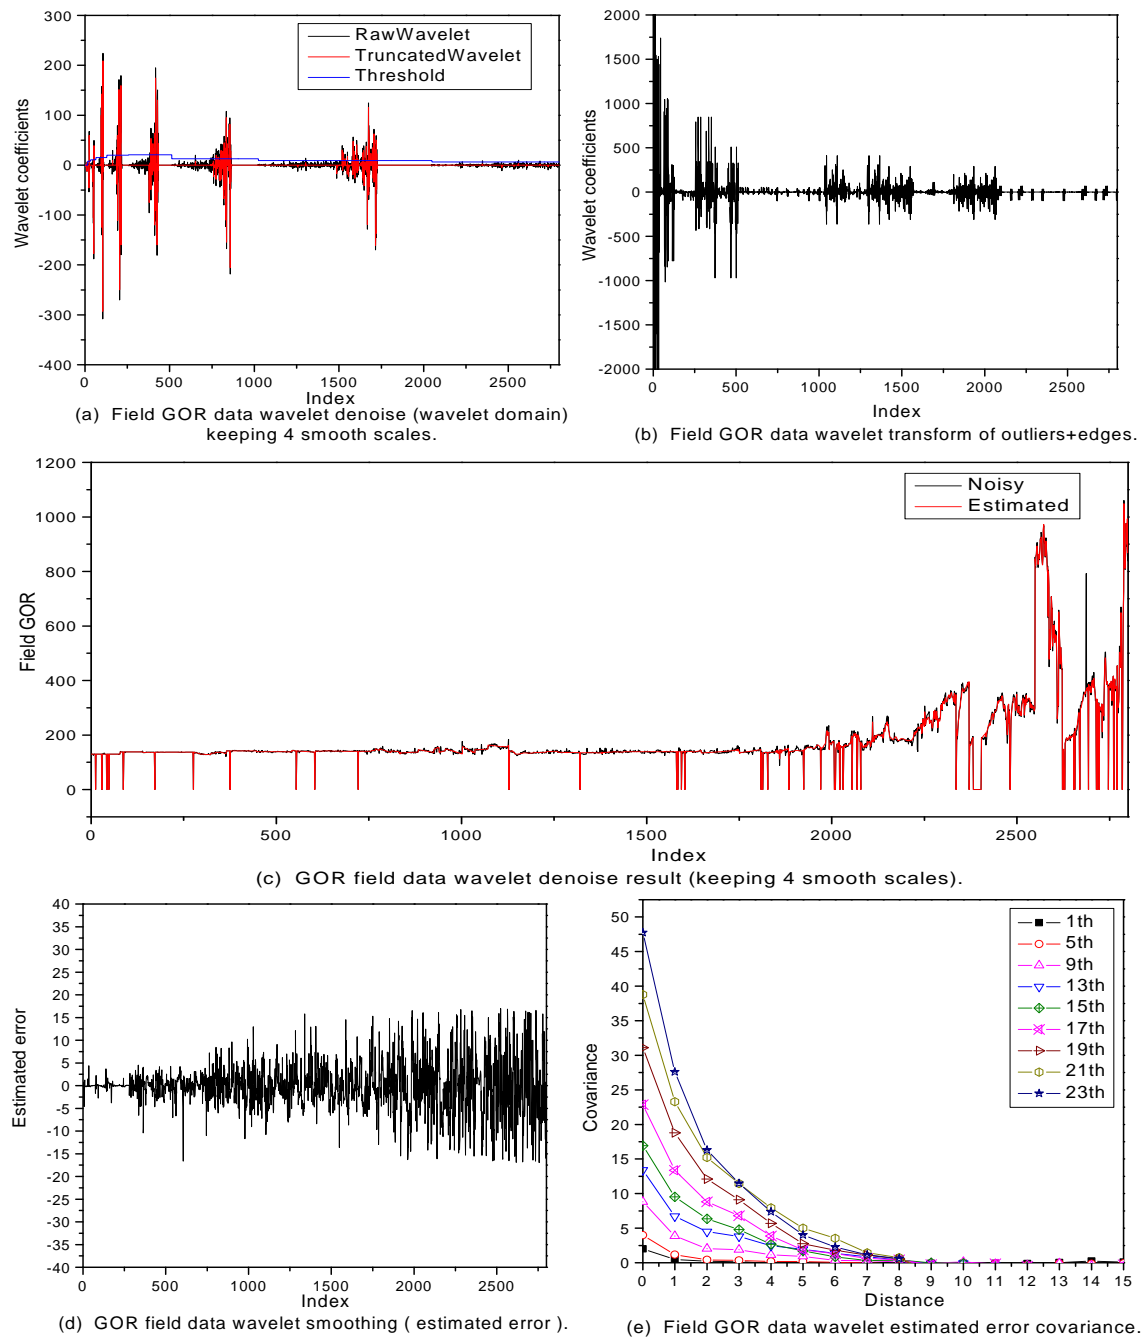 300
200
100
0
-100
-200
-300
-400
Wavelet coefficients
RawWavelet
TruncatedWavelet
Threshold
0 500 1000 1500 2000 2500
Index
(a) Field GOR data wavelet denoise (wavelet domain)
keeping 4 smooth scales.
2000
1500
1000
500
0
-500
-1000
-1500
-2000
Wavelet coefficients
0 500 1000 1500 2000 2500
Index
(b) Field GOR data wavelet transform of outliers+edges.
1200
1000
800
600
400
200
0
Field GOR
Noisy
Estimated
0 500 1000 1500 2000 2500
Index
(c) GOR field data wavelet denoise result (keeping 4 smooth scales).
40
35
30
25
20
15
10
5
0
-5
-10
-15
-20
-25
-30
-35
-40
Estimated error
0 500 1000 1500 2000 2500
Index
(d) GOR field data wavelet smoothing ( estimated error ).
50
45
40
35
30
25
20
15
10
5
0
Covariance
1th
5th
9th
13th
15th
17th
19th
21th
23th
0 1 2 3 4 5 6 7 8 9 10 11 12 13 14 15
Distance
(e) Field GOR data wavelet estimated error covariance.